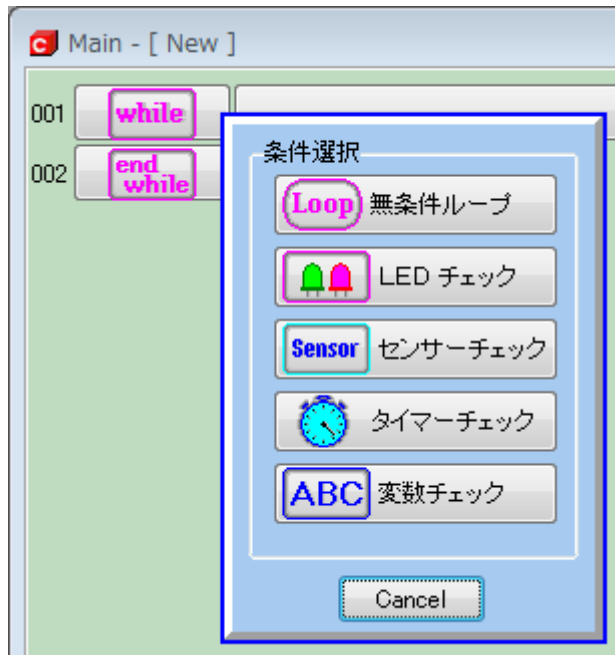 C Main - [ New ]
001 while
002 end while
条件選択
Loop 無条件ループ
LED チェック
Sensor センサーチェック
タイマーチェック
ABC 変数チェック
Cancel